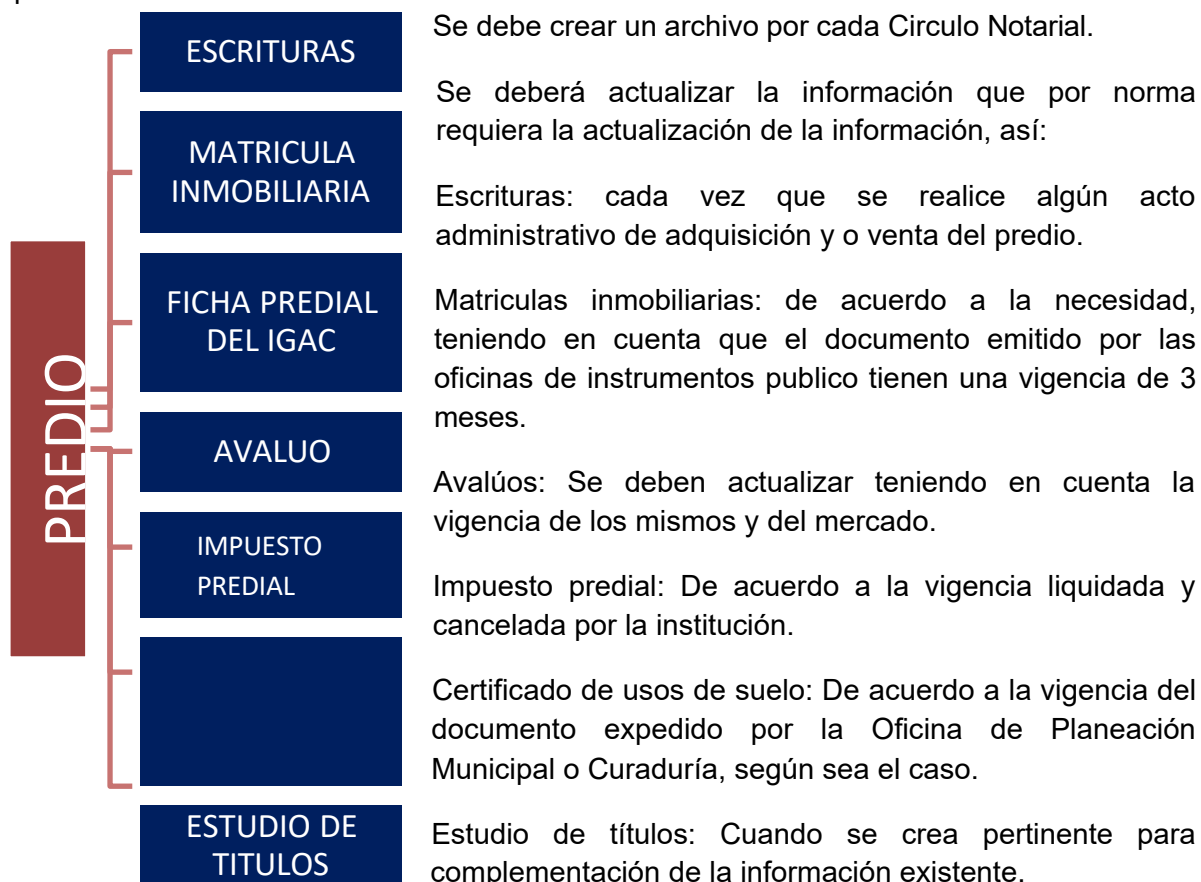 PREDIO
ESCRITURAS
MATRICULA
INMOBILIARIA
FICHA PREDIAL
DEL IGAC
AVALUO
IMPUESTO
PREDIAL
ESTUDIO DE
TITULOS
Se debe crear un archivo por cada Circulo Notarial.
Se deberá actualizar la información que por norma
requiera la actualización de la información, así:
Escrituras: cada vez que se realice algún acto
administrativo de adquisición y o venta del predio.
Matriculas inmobiliarias: de acuerdo a la necesidad,
teniendo en cuenta que el documento emitido por las
oficinas de instrumentos publico tienen una vigencia de 3
meses.
Avalúos: Se deben actualizar teniendo en cuenta la
vigencia de los mismos y del mercado.
Impuesto predial: De acuerdo a la vigencia liquidada y
cancelada por la institución.
Certificado de usos de suelo: De acuerdo a la vigencia del
documento expedido por la Oficina de Planeación
Municipal o Curaduría, según sea el caso.
Estudio de títulos: Cuando se crea pertinente para
complementación de la información existente.